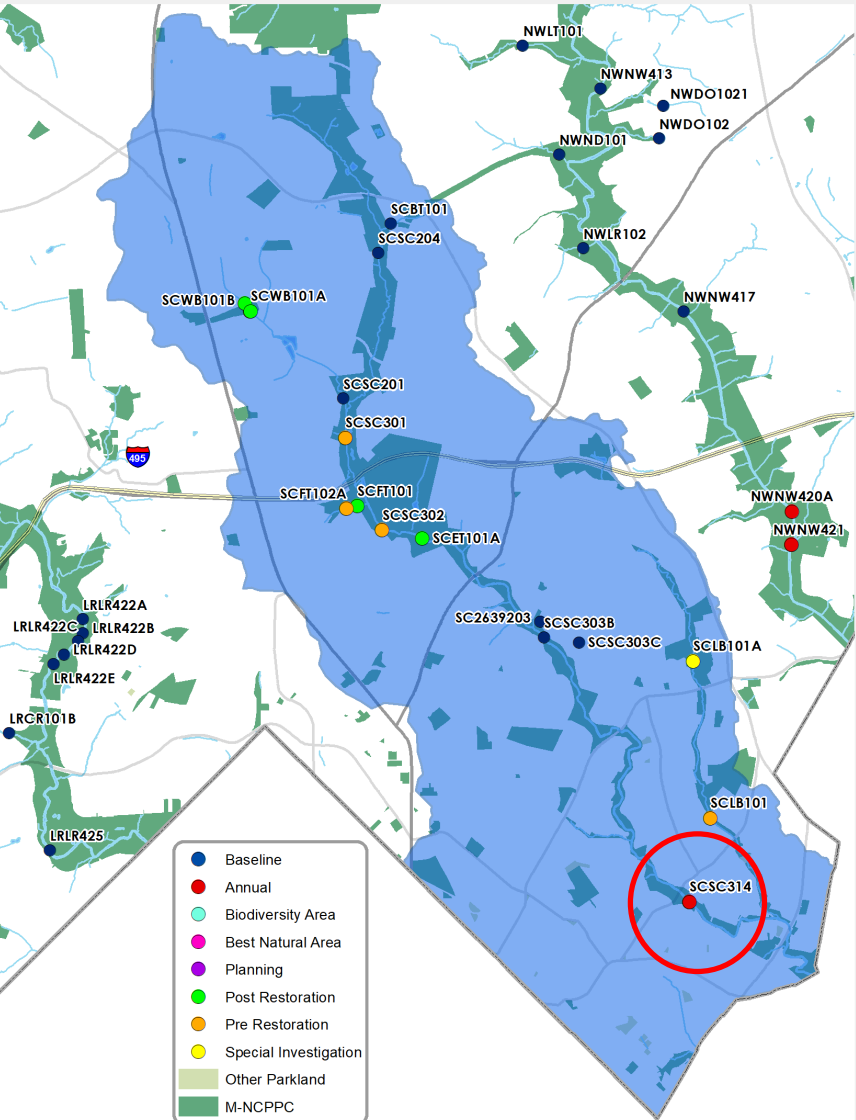 NWLT101
NWNW413
NWDO1021
NWDO102
NWND101
SCBT101
SCSC204
NWLR102
SCWB101B
SCWB101A
NWNW417
SCSC201
SCSC301
495
SCFT102A
SCFT101
NWNW420A
SCSC302
NWNW421
SCET101A
LRLR422A
SC2639203
SCSC303B
LRLR422C
LRLR422B
SCSC303C
SCLB101A
LRLR422D
LRLR422E
LRCR101B
SCLB101
LRLR425
SCSC314
Baseline
Annual
Biodiversity Area
Best Natural Area
Planning
Post Restoration
Pre Restoration
Special Investigation
Other Parkland
M-NCPPC